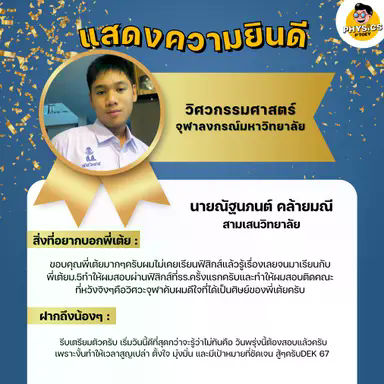 PHYSICS
P'TOEY
แสดงความยินดี
วิศวกรรมศาสตร์
จุฬาลงกรณ์มหาวิทยาลัย
นายณัฐนภนต์ คล้ายมณี
สามเสนวิทยาลัย
สิ่งที่อยากบอกพี่เต้ย :
ขอบคุณพี่เต้ยมากๆครับผมไม่เคยเรียนฟิสิกส์แล้วรู้เรื่องเลยจนมาเรียนกับ
พี่เต้ยม.5ทำให้ผมสอบผ่านฟิสิกส์ที่รร.ครั้งแรกครับและทำให้ผมสอบติดคณะ
ที่หวังจิงๆคือวิศวะจุฬาคับผมดีใจที่ได้เป็นศิษย์ของพี่เต้ยครับ
ฝากถึงน้องๆ :
รีบเตรียมตัวครับ เริ่มวันนี้ดีที่สุดกว่าจะรู้ว่าไม่ทันคือ วันพรุ่งนี้ต้องสอบแล้วครับ
เพราะงั้นทำให้เวลาสูญเปล่า ตั้งใจ มุ่งมั่น และมีเป้าหมายที่ชัดเจน สู้ๆครับDEK 67